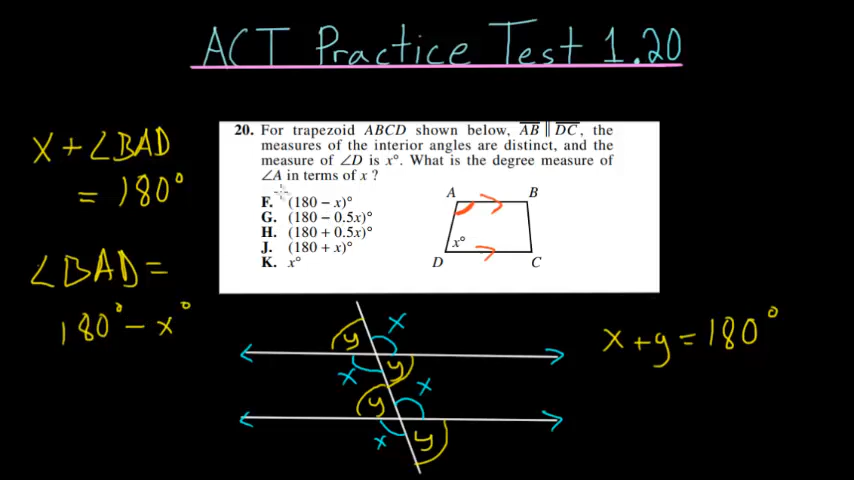 ACT Practice Test 1.20
x + ∠BAD
= 180°
∠BAD =
180° - x°
20. For trapezoid ABCD shown below, AB ∥ DC, the
measures of the interior angles are distinct, and the
measure of ∠D is x°. What is the degree measure of
∠A in terms of x ?
F. (180 − x)°
G. (180 − 0.5x)°
H. (180 + 0.5x)°
J. (180 + x)°
K. x°
A B
x°
D C
y x
x y
y x
x y
x + y = 180°